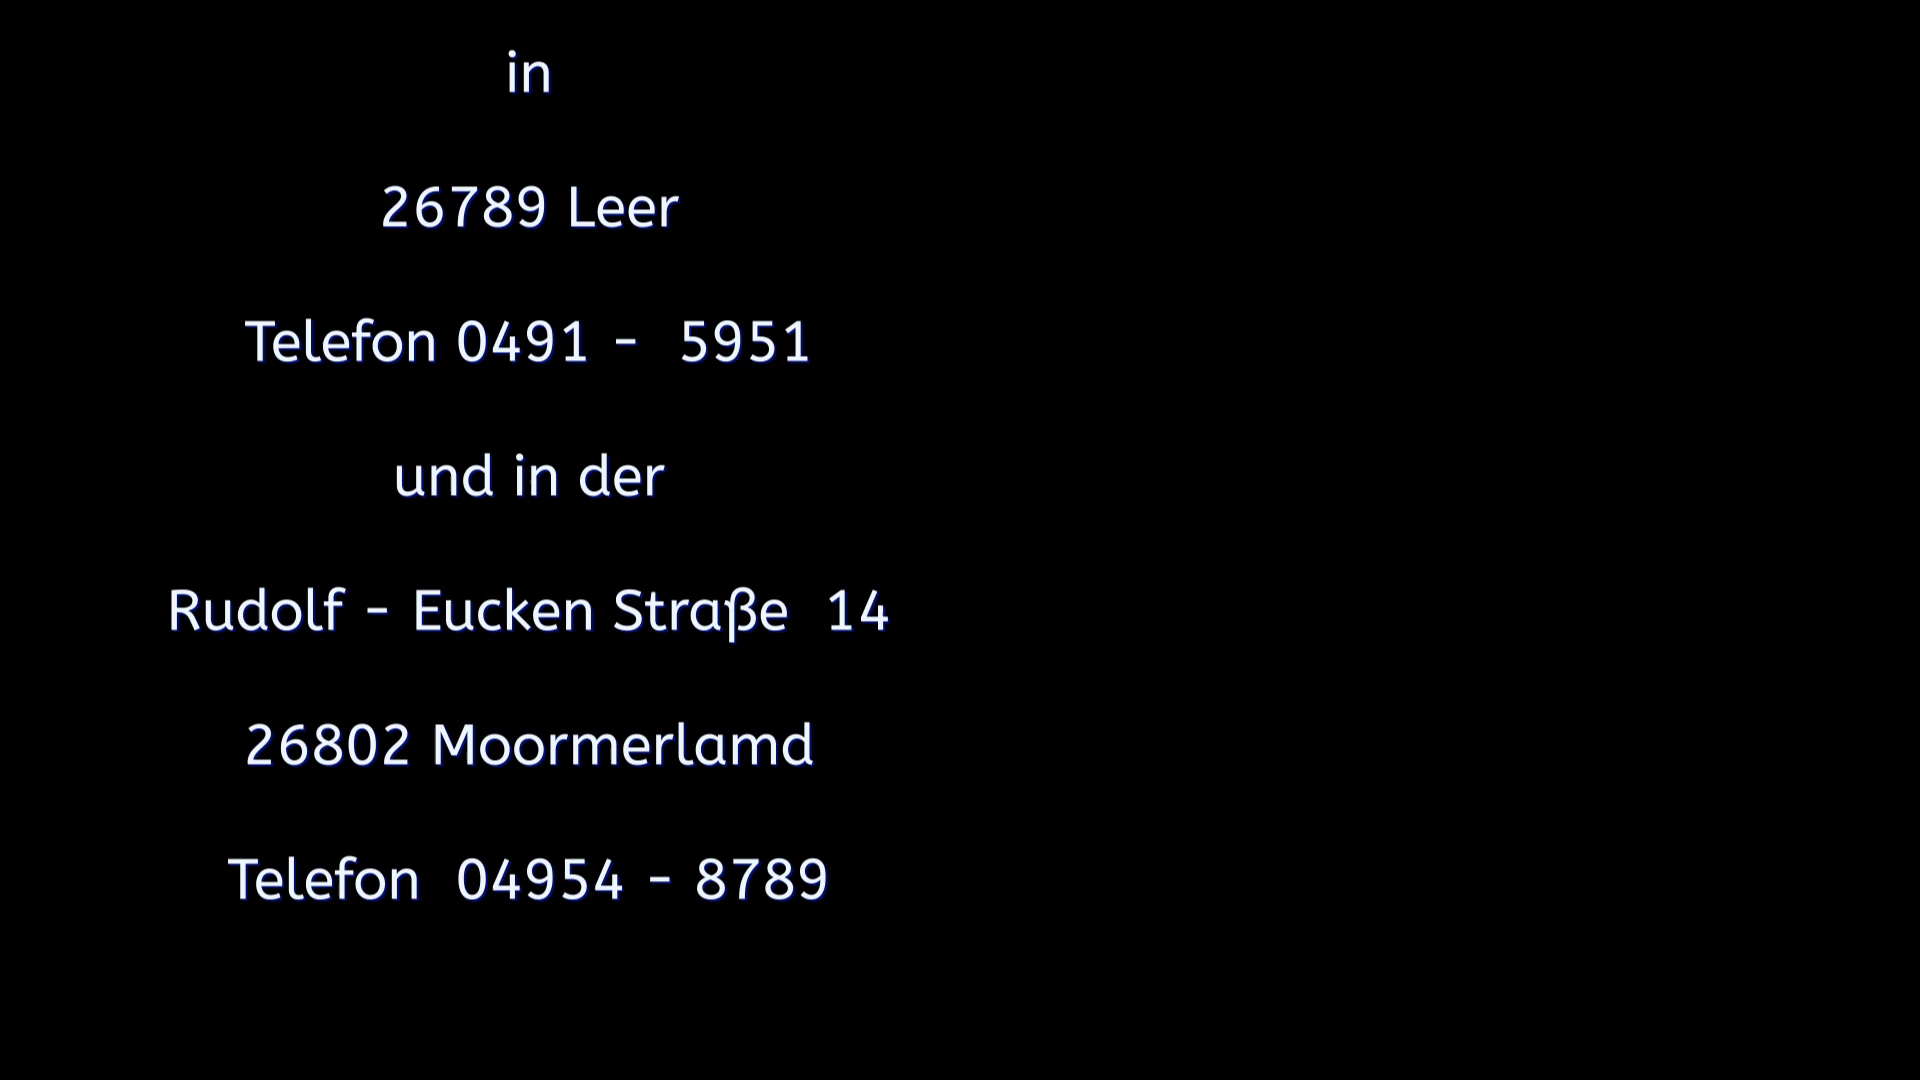 in
26789 Leer
Telefon 0491 - 5951
und in der
Rudolf - Eucken Straße 14
26802 Moormerlamd
Telefon 04954 - 8789